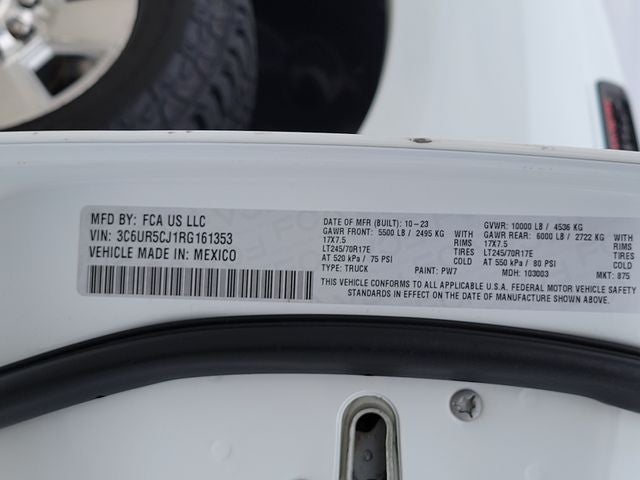 MFD BY: FCA US LLC
VIN: 3C6UR5CJ1RG161353
VEHICLE MADE IN: MEXICO
DATE OF MFR (BUILT): 10-23
GAWR FRONT: 5500 LB / 2495 KG WITH
17X7.5 RIMS
LT245/70R17E TIRES
AT 520 kPa / 75 PSI COLD
TYPE: TRUCK PAINT: PW7
GVWR: 10000 LB / 4536 KG
GAWR REAR: 6000 LB / 2722 KG WITH
17X7.5 RIMS
LT245/70R17E TIRES
AT 550 kPa / 80 PSI COLD
MDH: 103003 MKT: 875
THIS VEHICLE CONFORMS TO ALL APPLICABLE U.S.A. FEDERAL MOTOR VEHICLE SAFETY
STANDARDS IN EFFECT ON THE DATE OF MANUFACTURE SHOWN ABOVE.